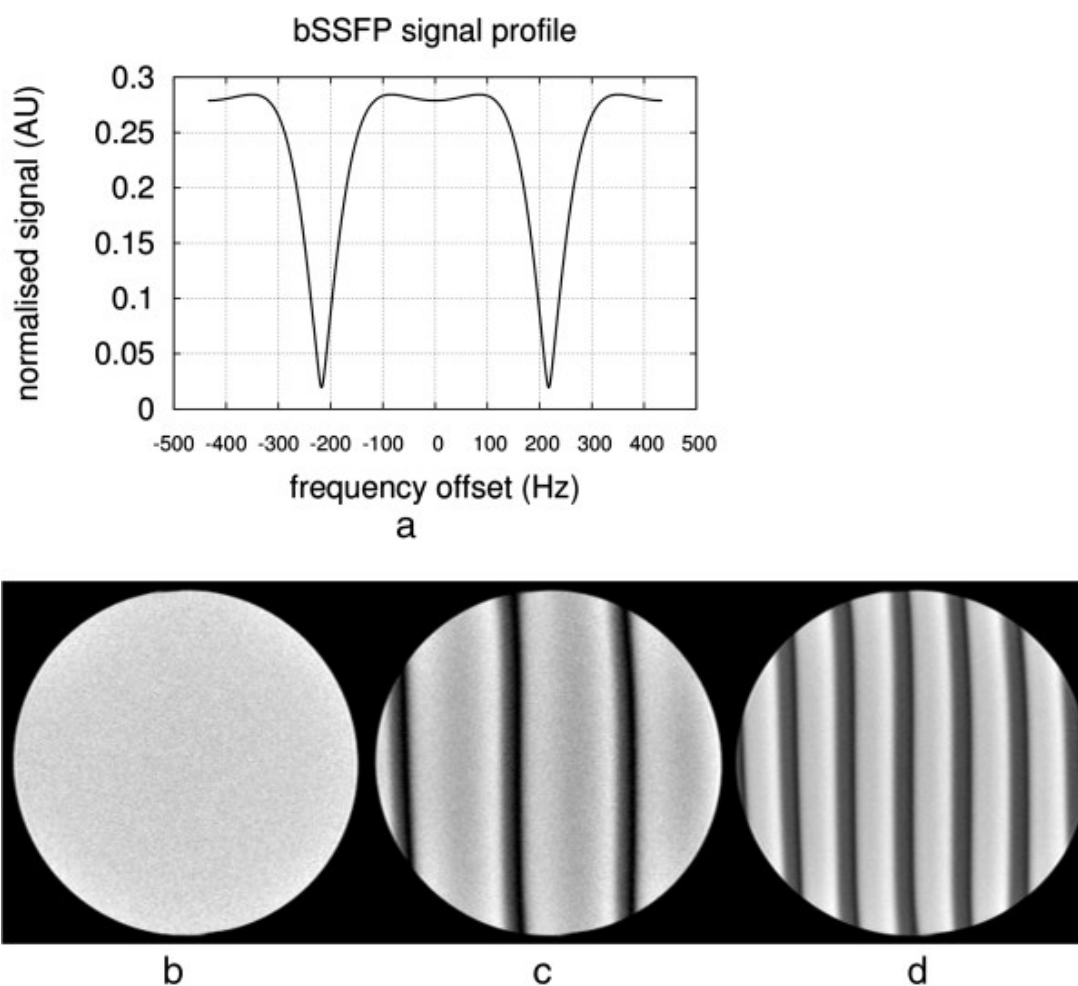 bSSFP signal profile
normalised signal (AU)
0.3
0.25
0.2
0.15
0.1
0.05
0
-500 -400 -300 -200 -100 0 100 200 300 400 500
frequency offset (Hz)
a
b c d